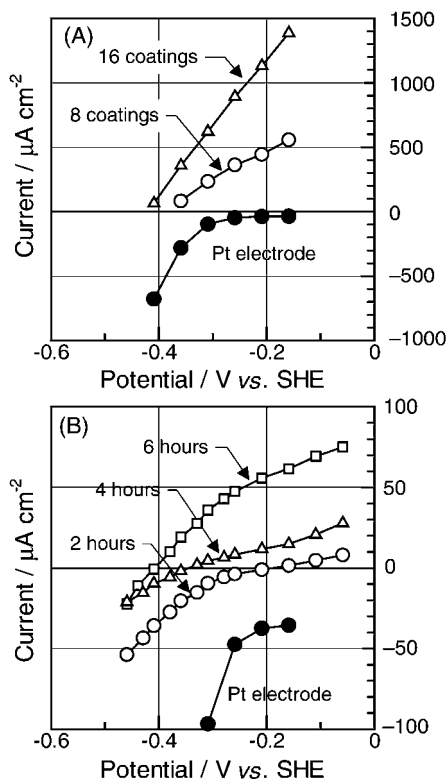 (A)
16 coatings
8 coatings
Pt electrode
1500
1000
500
0
−500
−1000
Current / μA cm⁻²
-0.6 -0.4 -0.2 0
Potential / V vs. SHE
(B)
6 hours
4 hours
2 hours
Pt electrode
100
50
0
−50
−100
Current / μA cm⁻²
-0.6 -0.4 -0.2 0
Potential / V vs. SHE